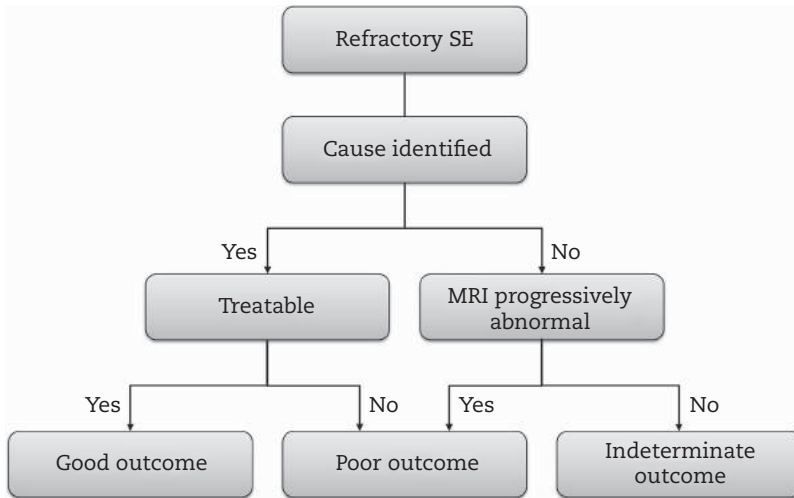 Refractory SE
Cause identified
Yes
No
Treatable
MRI progressively
abnormal
Yes
No
Yes
No
Good outcome
Poor outcome
Indeterminate
outcome